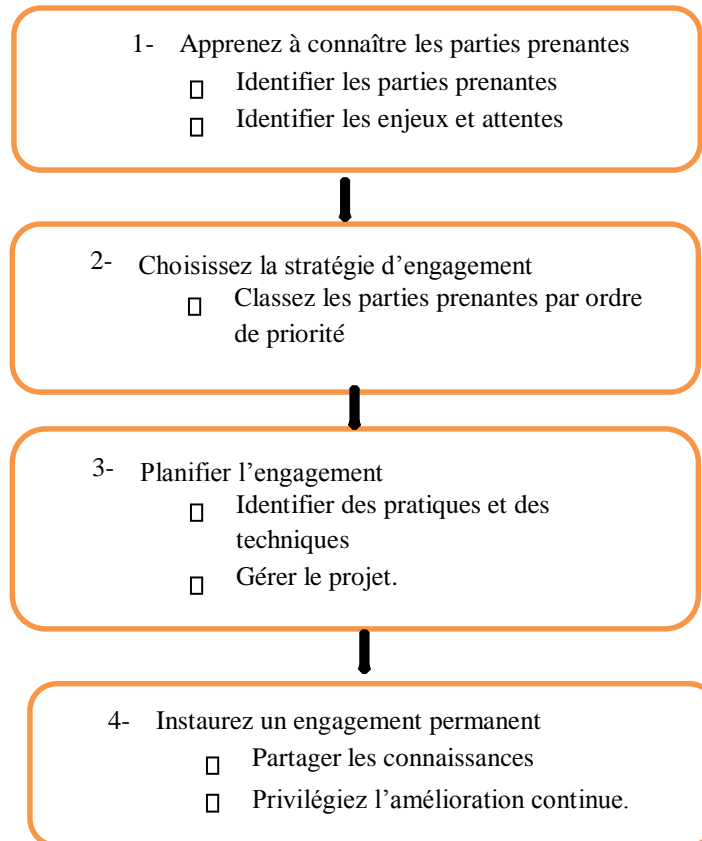 1- Apprenez à connaître les parties prenantes
▯ Identifier les parties prenantes
▯ Identifier les enjeux et attentes
2- Choisissez la stratégie d’engagement
▯ Classez les parties prenantes par ordre
de priorité
3- Planifier l’engagement
▯ Identifier des pratiques et des
techniques
▯ Gérer le projet.
4- Instaurez un engagement permanent
▯ Partager les connaissances
▯ Privilégiez l’amélioration continue.